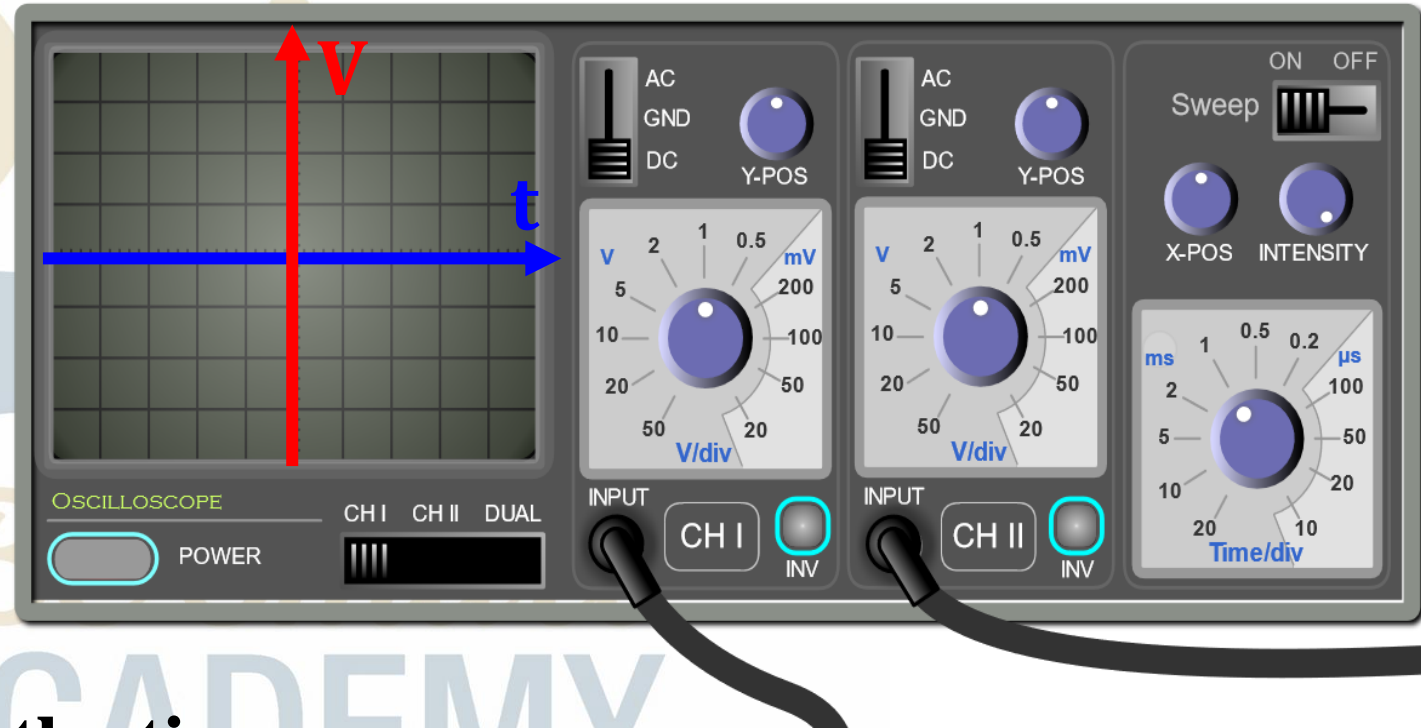 V
t
OSCILLOSCOPE
POWER
CH I CH II DUAL
AC
GND
DC
Y-POS
V
mV
50 20 10 5 2 1 0.5 200 100 50 20
V/div
INPUT
CH I
INV
AC
GND
DC
Y-POS
V
mV
50 20 10 5 2 1 0.5 200 100 50 20
V/div
INPUT
CH II
INV
ON OFF
Sweep
X-POS INTENSITY
ms
µs
20 10 5 2 1 0.5 0.2 100 50 20 10
Time/div
CADEMY